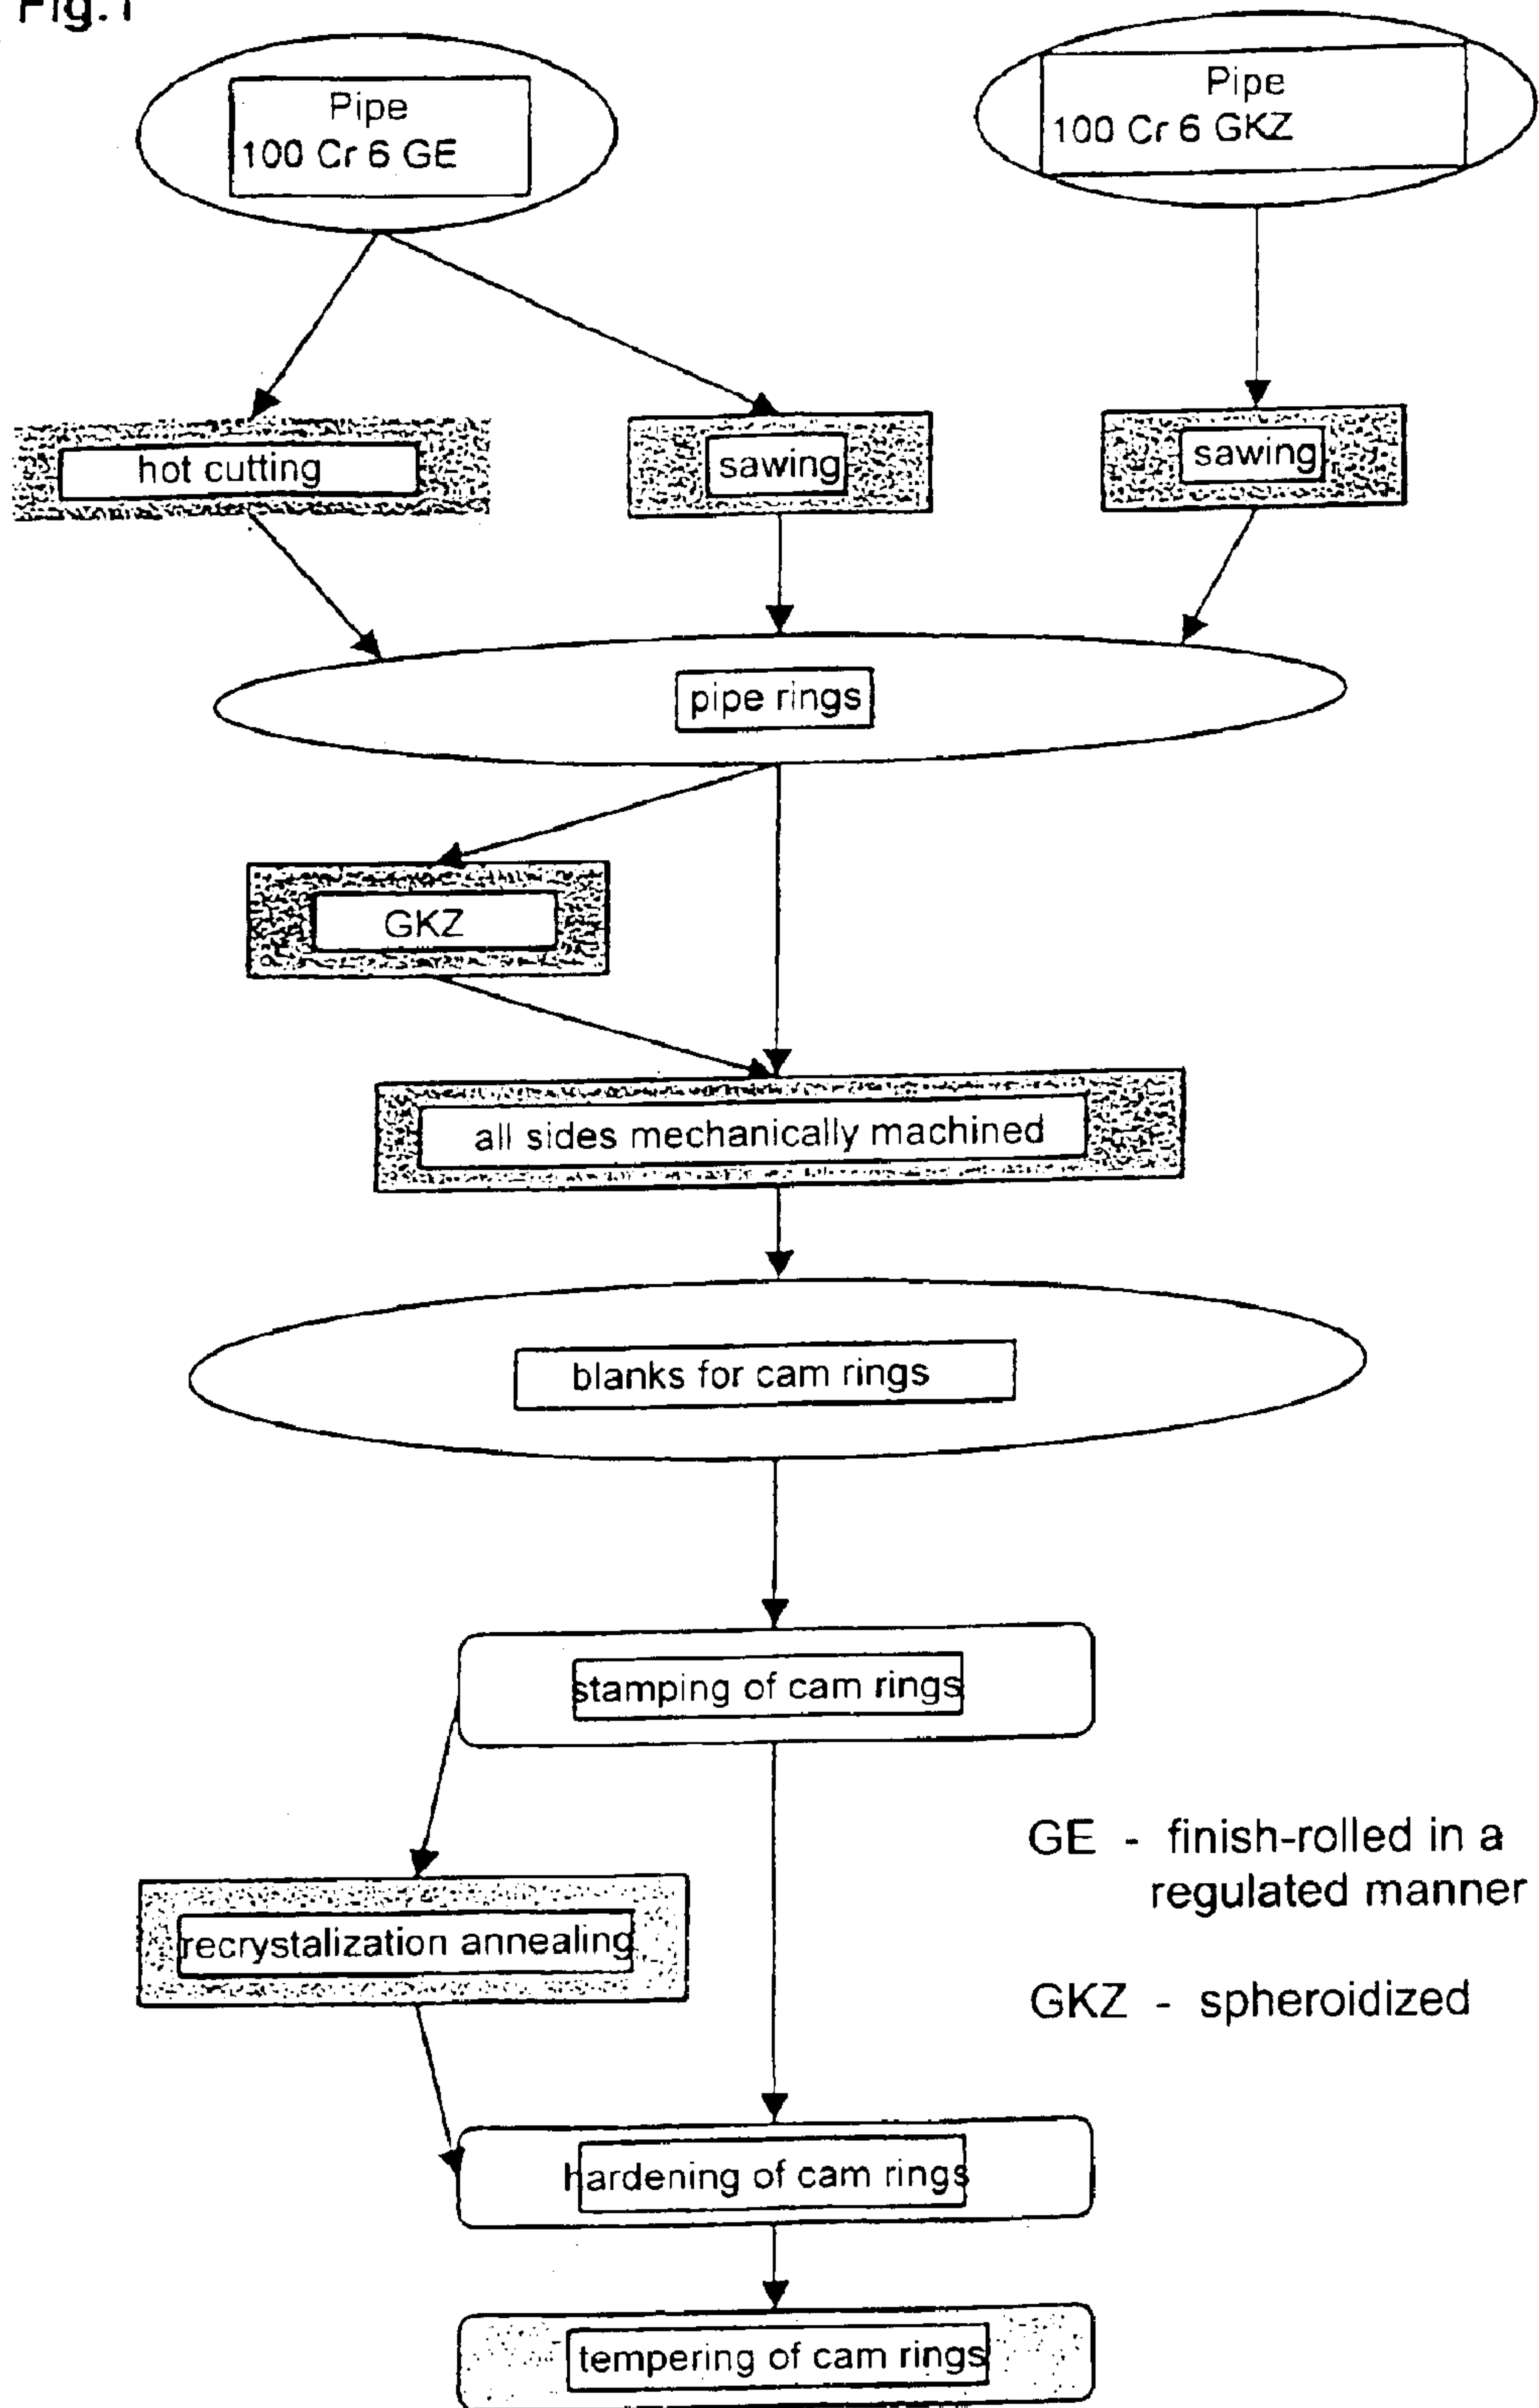 Fig.1
Pipe
100 Cr 6 GE
Pipe
100 Cr 6 GKZ
hot cutting
sawing
sawing
pipe rings
GKZ
all sides mechanically machined
blanks for cam rings
stamping of cam rings
GE - finish-rolled in a
regulated manner
recrystalization annealing
GKZ - spheroidized
hardening of cam rings
tempering of cam rings